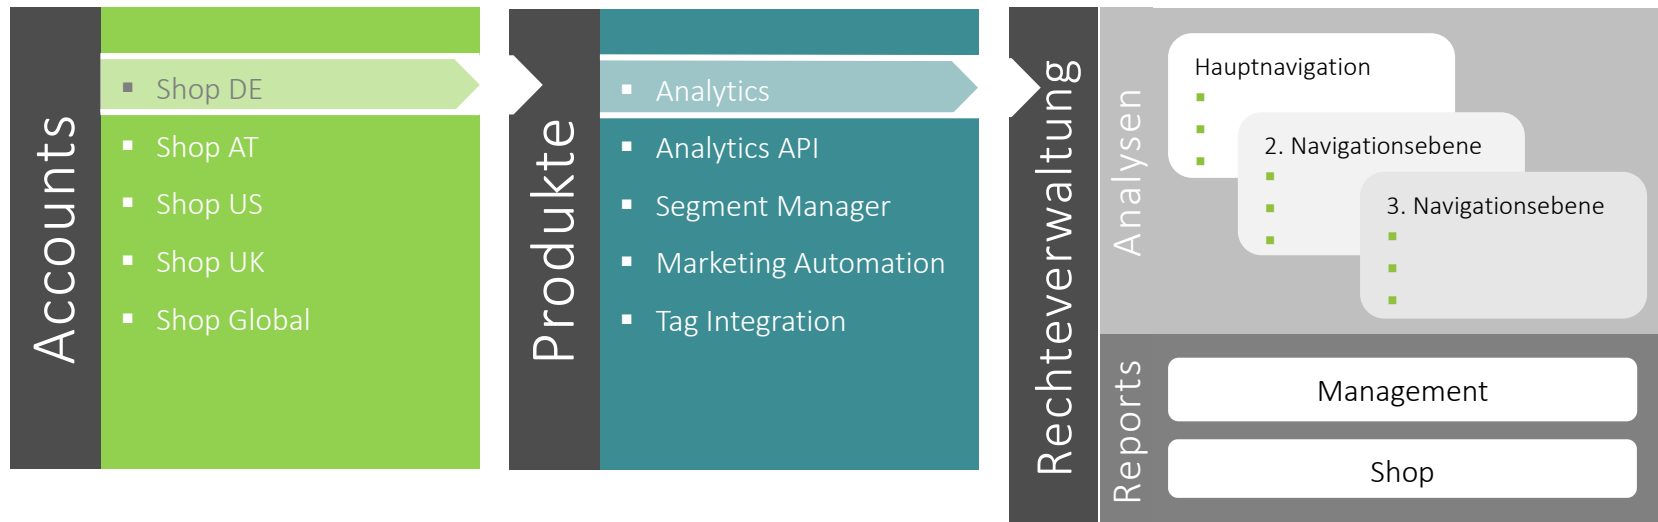 Accounts
Shop DE
Shop AT
Shop US
Shop UK
Shop Global
Produkte
Analytics
Analytics API
Segment Manager
Marketing Automation
Tag Integration
Rechteverwaltung
Analysen
Hauptnavigation
2. Navigationsebene
3. Navigationsebene
Reports
Management
Shop